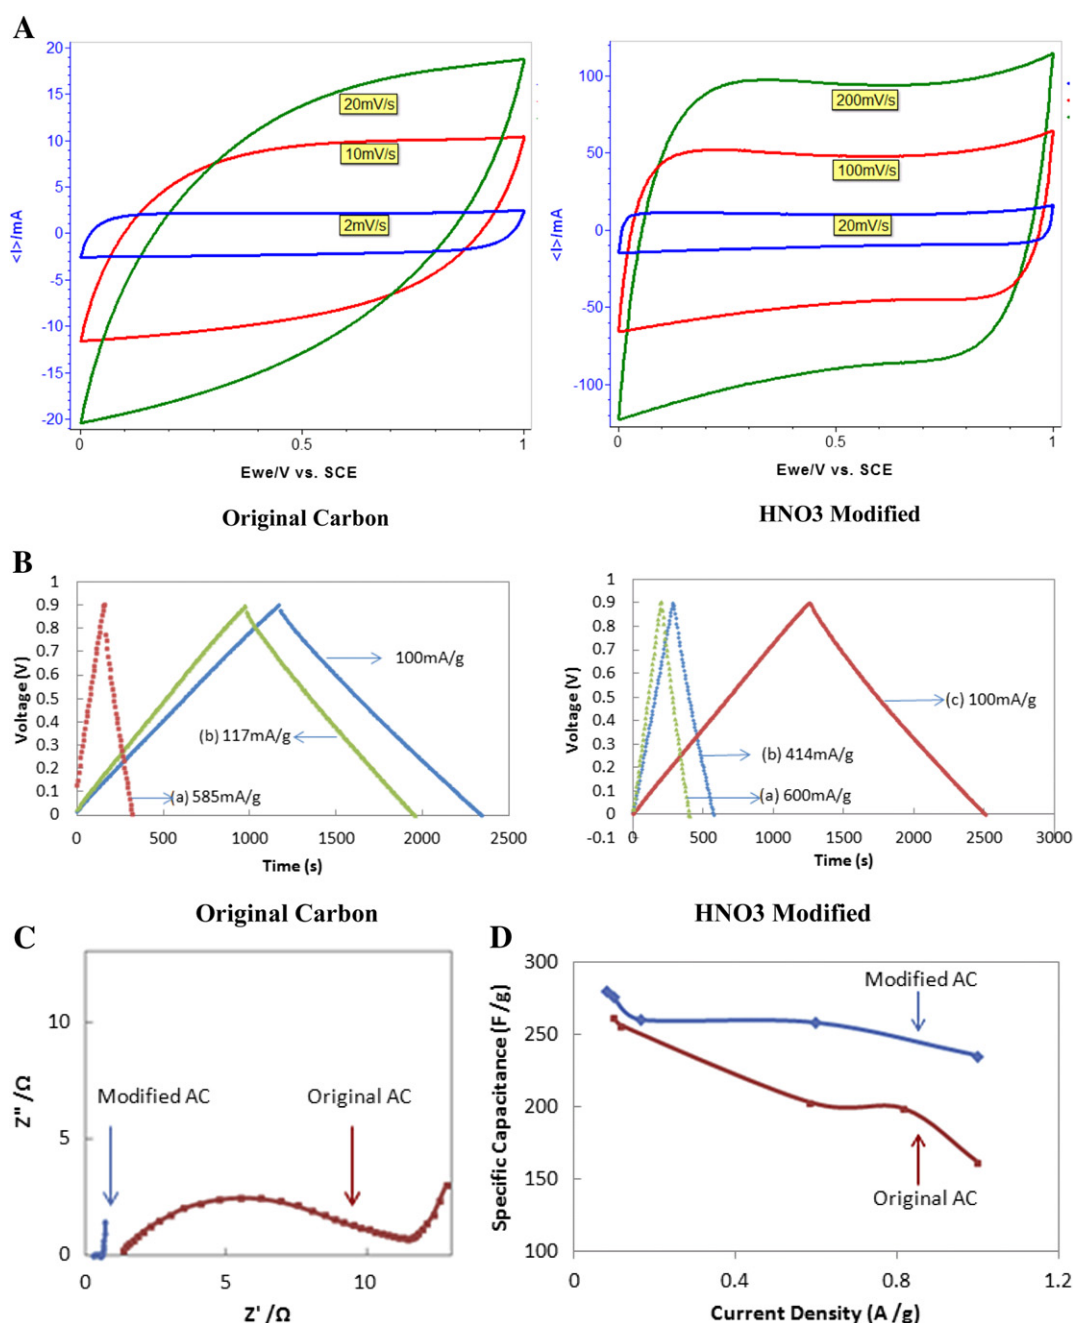 A
20
15
10
5
0
-5
-10
-15
-20
<I>/mA
20mV/s
10mV/s
2mV/s
0
0.5
1
Ewe/V vs. SCE
Original Carbon
100
50
0
-50
-100
<I>/mA
200mV/s
100mV/s
20mV/s
0
0.5
1
Ewe/V vs. SCE
HNO3 Modified
B
1
0.9
0.8
0.7
0.6
0.5
0.4
0.3
0.2
0.1
0
Voltage (V)
100mA/g
(b) 117mA/g
(a) 585mA/g
0 500 1000 1500 2000 2500
Time (s)
Original Carbon
1
0.9
0.8
0.7
0.6
0.5
0.4
0.3
0.2
0.1
0
-0.1
Voltage (V)
(c) 100mA/g
(b) 414mA/g
(a) 600mA/g
0 500 1000 1500 2000 2500 3000
Time (s)
HNO3 Modified
C
10
5
0
Z" /Ω
Modified AC
Original AC
0 5 10
Z' /Ω
D
300
250
200
150
100
Specific Capacitance (F /g)
Modified AC
Original AC
0 0.4 0.8 1.2
Current Density (A /g)